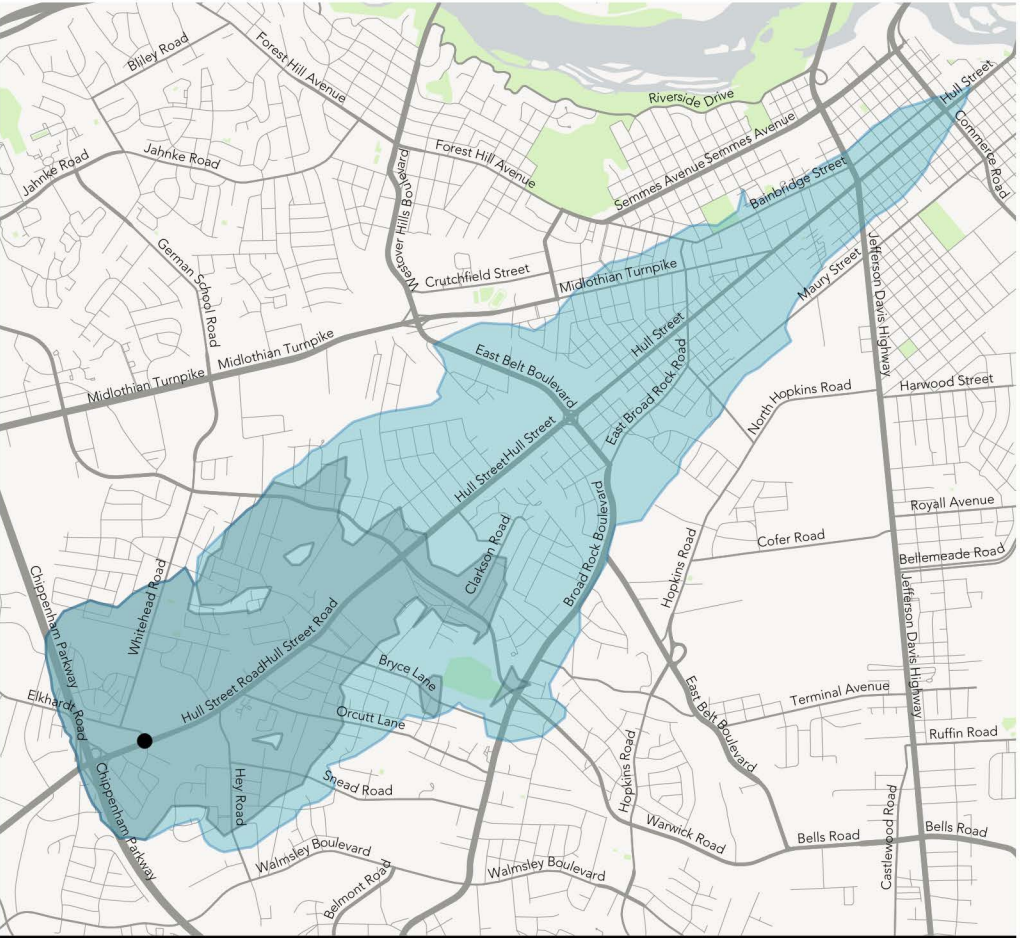 Bliley Road
Forest Hill Avenue
Hull Street
Riverside Drive
Commerce Road
Semmes Avenue
Semmes Avenue
Jahnke Road
Jahnke Road
Forest Hill Avenue
Bainbridge Street
Westover Hills Boulevard
German School Road
Crutchfield Street
Midlothian Turnpike
Maury Street
Jefferson Davis Highway
Midlothian Turnpike
Midlothian Turnpike
Hull Street
East Belt Boulevard
East Broad Rock Road
North Hopkins Road
Harwood Street
Hull Street
Hull Street
Clarkson Road
Broad Rock Boulevard
Royall Avenue
Cofer Road
Bellemeade Road
Hopkins Road
Chippenham Parkway
Whitehead Road
Jefferson Davis Highway
Hull Street Road
Hull Street Road
Bryce Lane
Elkhardt Road
Orcutt Lane
East Belt Boulevard
Terminal Avenue
Ruffin Road
Chippenham Parkway
Hey Road
Snead Road
Hopkins Road
Warwick Road
Bells Road
Bells Road
Castlewood Road
Walmsley Boulevard
Belmont Road
Walmsley Boulevard